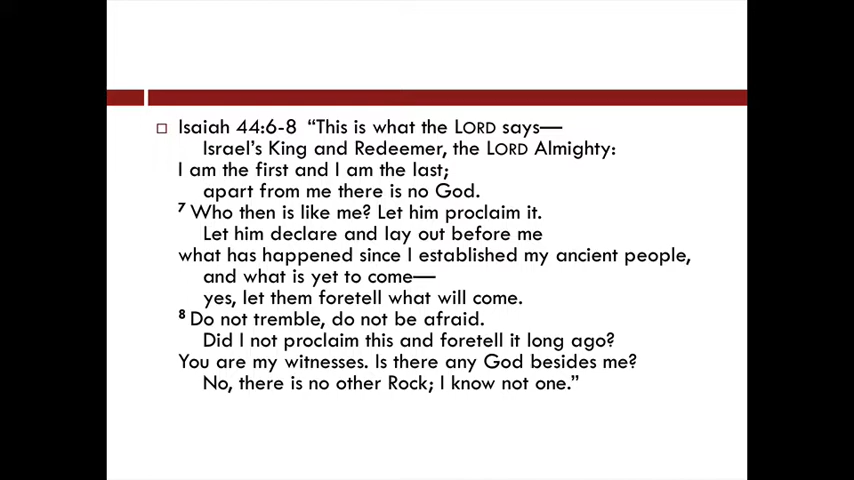 Isaiah 44:6-8 “This is what the LORD says—
Israel’s King and Redeemer, the LORD Almighty:
I am the first and I am the last;
apart from me there is no God.
7 Who then is like me? Let him proclaim it.
Let him declare and lay out before me
what has happened since I established my ancient people,
and what is yet to come—
yes, let them foretell what will come.
8 Do not tremble, do not be afraid.
Did I not proclaim this and foretell it long ago?
You are my witnesses. Is there any God besides me?
No, there is no other Rock; I know not one.”